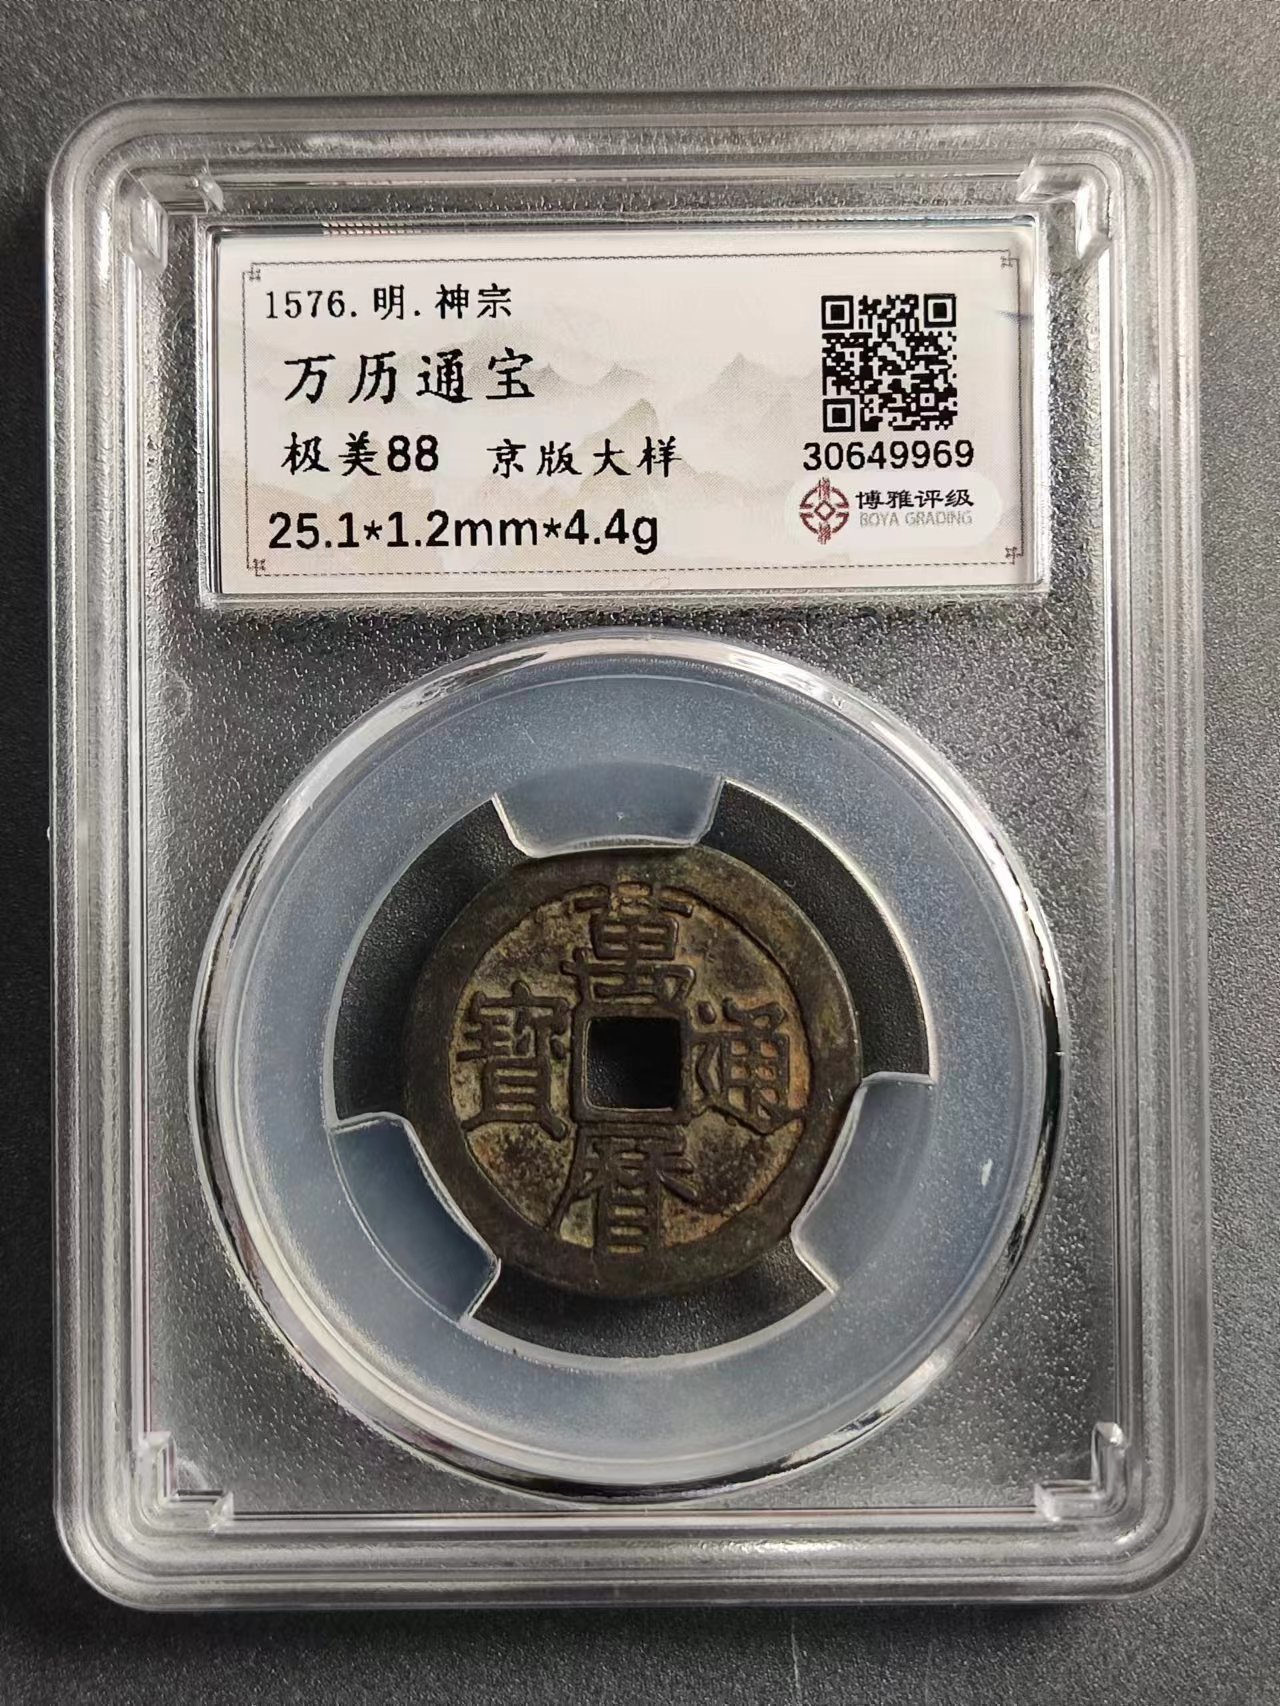 1576.明.神宗
万历通宝
极美88 京版大样
25.1*1.2mm*4.4g
30649969
博雅评级
BOYA GRADING
萬曆通寶